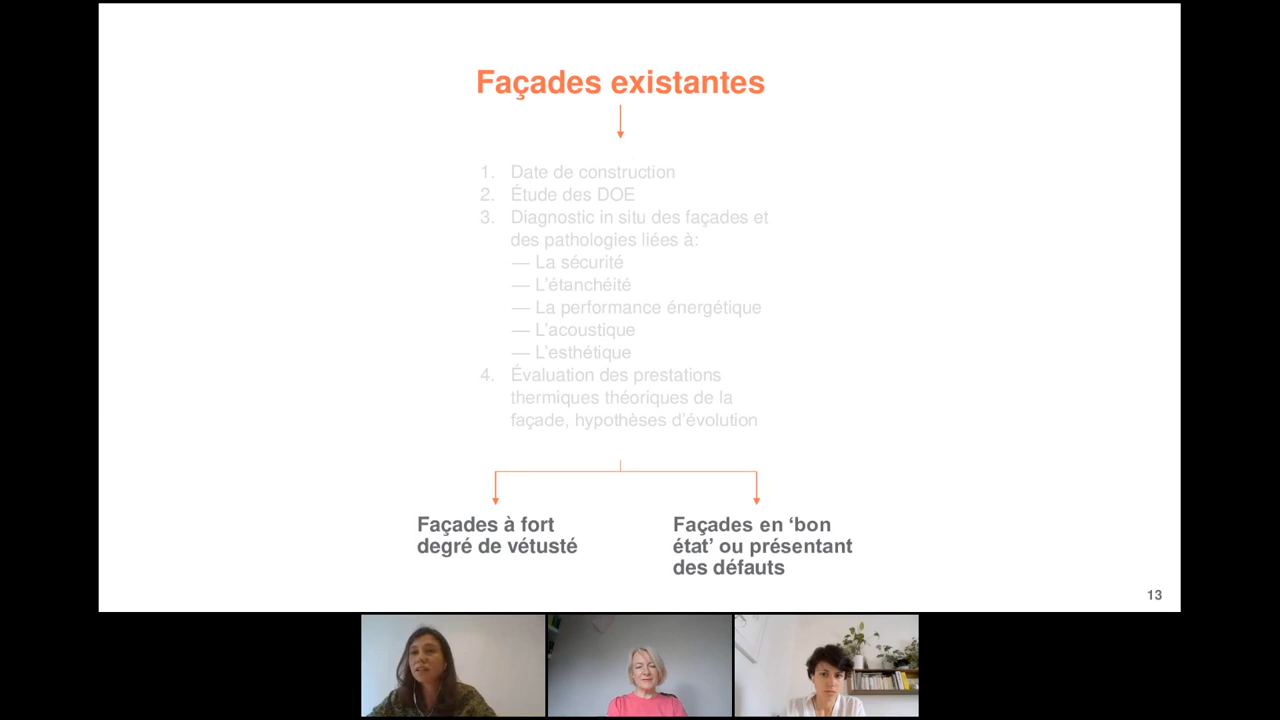 Façades existantes
1. Date de construction
2. Étude des DOE
3. Diagnostic in situ des façades et
des pathologies liées à:
— La sécurité
— L'étanchéité
— La performance énergétique
— L'acoustique
— L'esthétique
4. Évaluation des prestations
thermiques théoriques de la
façade, hypothèses d'évolution
Façades à fort
degré de vétusté
Façades en ‘bon
état’ ou présentant
des défauts
13